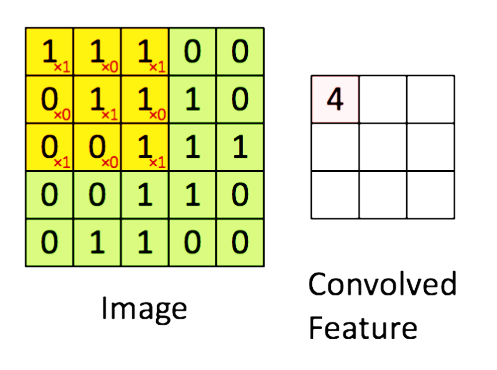 1×1 1×0 1×1 0 0
0×0 1×1 1×0 1 0
0×1 0×0 1×1 1 1
0 0 1 1 0
0 1 1 0 0
Image
4
Convolved
Feature